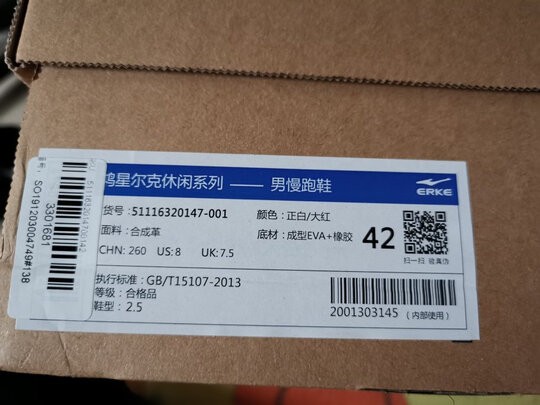 鸿星尔克休闲系列 —— 男慢跑鞋
ERKE
货号: 51116320147-001
颜色: 正白/大红
面料: 合成革
底材: 成型EVA+橡胶
42
CHN: 260 US: 8 UK: 7.5
扫一扫 验真伪
执行标准: GB/T15107-2013
等级: 合格品
鞋型: 2.5
2001303145 (内部使用)
SO1912030004749#138
3301681